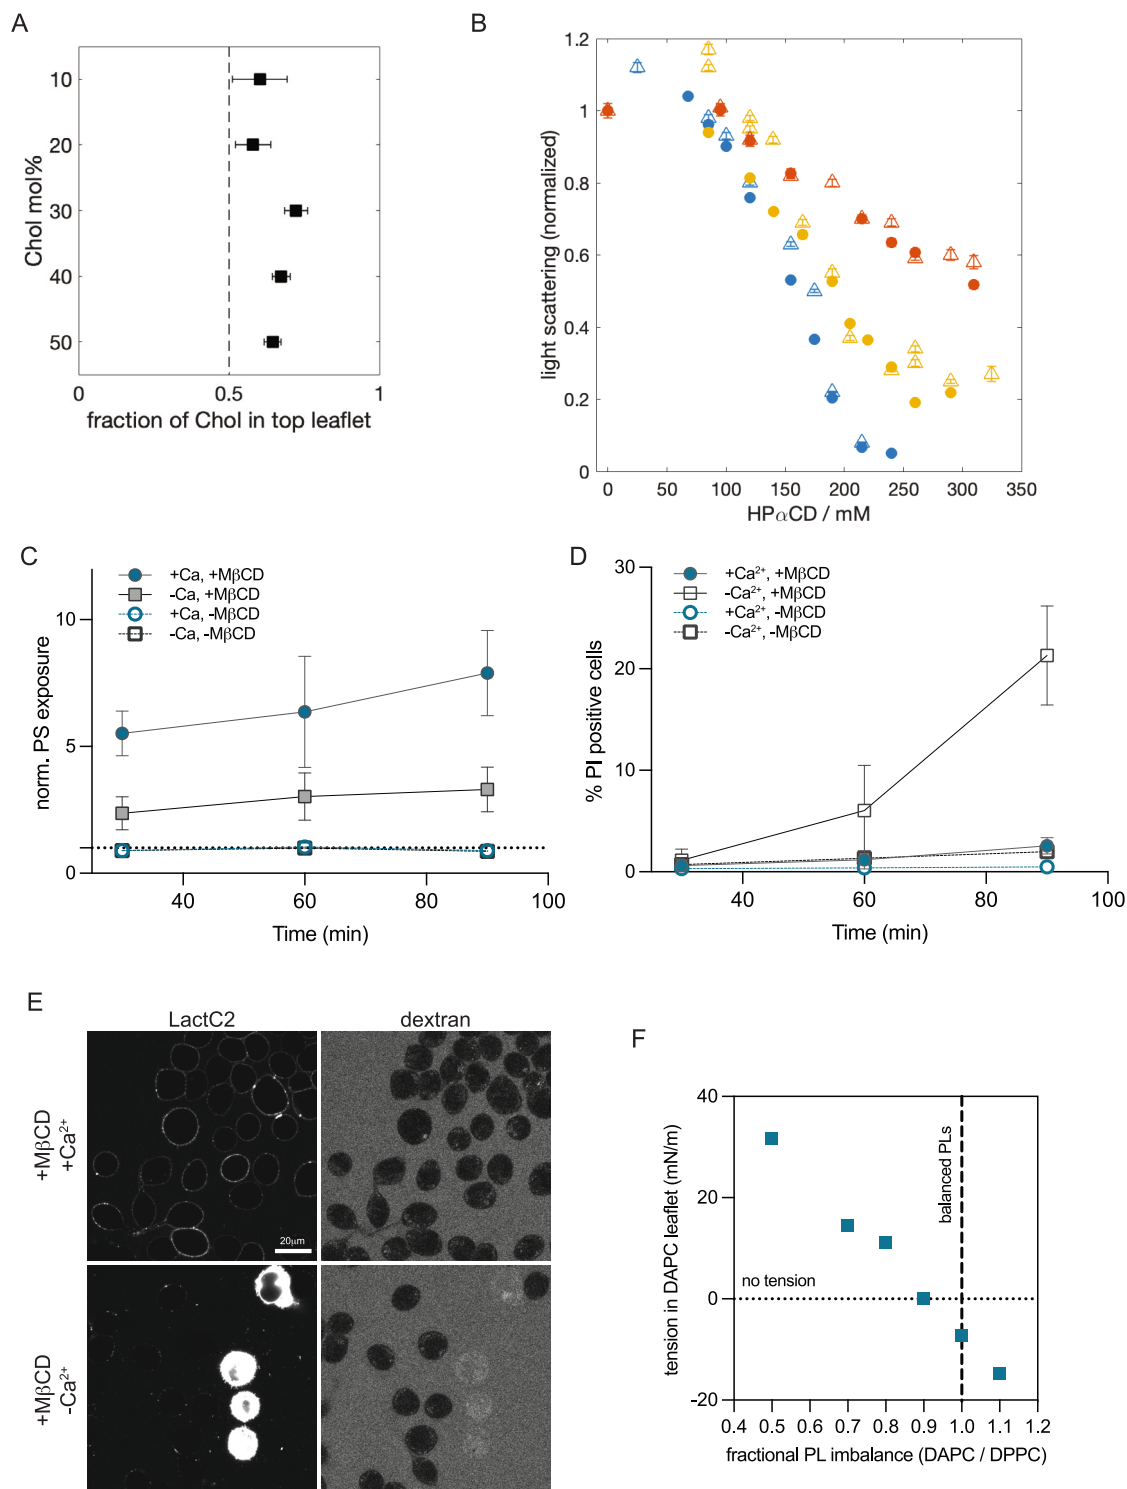 A
10
20
30
40
50
Chol mol%
0
0.5
1
fraction of Chol in top leaflet
B
1.2
1
0.8
0.6
0.4
0.2
0
light scattering (normalized)
0
50
100
150
200
250
300
350
HPαCD / mM
C
+Ca, +MβCD
-Ca, +MβCD
+Ca, -MβCD
-Ca, -MβCD
10
5
0
norm. PS exposure
40
60
80
100
Time (min)
D
+Ca²⁺, +MβCD
-Ca²⁺, +MβCD
+Ca²⁺, -MβCD
-Ca²⁺, -MβCD
30
20
10
0
% PI positive cells
40
60
80
100
Time (min)
E
LactC2
dextran
+MβCD
+Ca²⁺
20μm
+MβCD
-Ca²⁺
F
40
20
0
-20
tension in DAPC leaflet (mN/m)
balanced PLs
no tension
0.4
0.5
0.6
0.7
0.8
0.9
1.0
1.1
1.2
fractional PL imbalance (DAPC / DPPC)